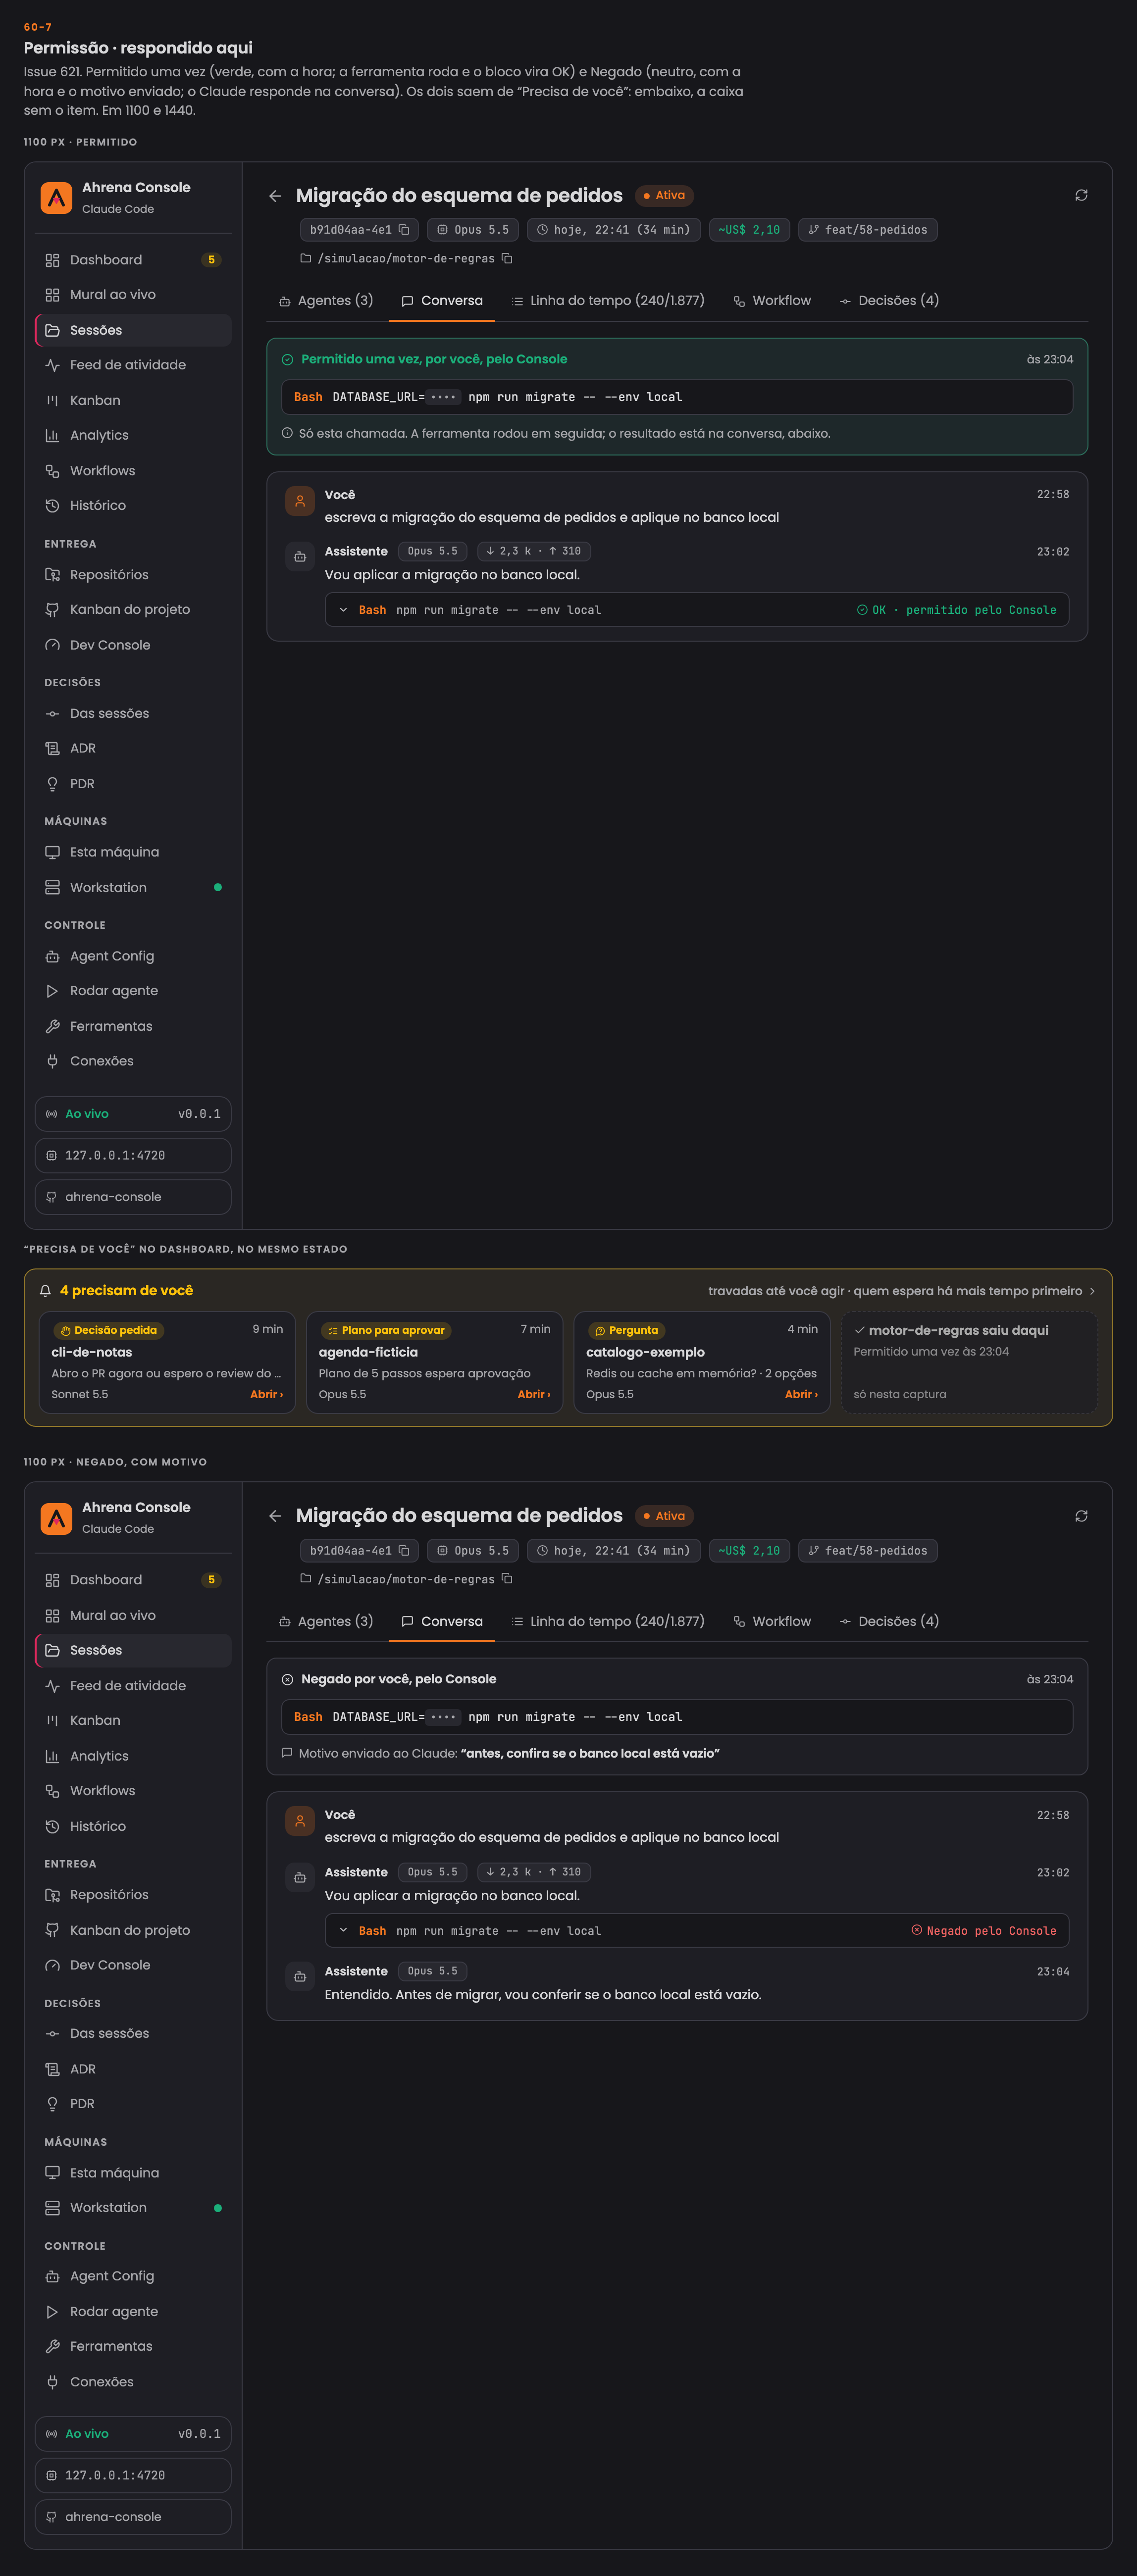 60-7
Permissão · respondido aqui
Issue 621. Permitido uma vez (verde, com a hora; a ferramenta roda e o bloco vira OK) e Negado (neutro, com a
hora e o motivo enviado; o Claude responde na conversa). Os dois saem de “Precisa de você”: embaixo, a caixa
sem o item. Em 1100 e 1440.
1100 PX · PERMITIDO
Ahrena Console
Claude Code
Dashboard 5
Mural ao vivo
Sessões
Feed de atividade
Kanban
Analytics
Workflows
Histórico
ENTREGA
Repositórios
Kanban do projeto
Dev Console
DECISÕES
Das sessões
ADR
PDR
MÁQUINAS
Esta máquina
Workstation
CONTROLE
Agent Config
Rodar agente
Ferramentas
Conexões
Ao vivo v0.0.1
127.0.0.1:4720
ahrena-console
Migração do esquema de pedidos Ativa
b91d04aa-4e1 Opus 5.5 hoje, 22:41 (34 min) ~US$ 2,10 feat/58-pedidos
/simulacao/motor-de-regras
Agentes (3) Conversa Linha do tempo (240/1.877) Workflow Decisões (4)
Permitido uma vez, por você, pelo Console às 23:04
Bash DATABASE_URL=•••• npm run migrate -- --env local
Só esta chamada. A ferramenta rodou em seguida; o resultado está na conversa, abaixo.
Você 22:58
escreva a migração do esquema de pedidos e aplique no banco local
Assistente Opus 5.5 ↓ 2,3 k · ↑ 310 23:02
Vou aplicar a migração no banco local.
Bash npm run migrate -- --env local OK · permitido pelo Console
“PRECISA DE VOCÊ” NO DASHBOARD, NO MESMO ESTADO
4 precisam de você travadas até você agir · quem espera há mais tempo primeiro ›
Decisão pedida 9 min
cli-de-notas
Abro o PR agora ou espero o review do …
Sonnet 5.5 Abrir ›
Plano para aprovar 7 min
agenda-ficticia
Plano de 5 passos espera aprovação
Opus 5.5 Abrir ›
Pergunta 4 min
catalogo-exemplo
Redis ou cache em memória? · 2 opções
Opus 5.5 Abrir ›
motor-de-regras saiu daqui
Permitido uma vez às 23:04
só nesta captura
1100 PX · NEGADO, COM MOTIVO
Ahrena Console
Claude Code
Dashboard 5
Mural ao vivo
Sessões
Feed de atividade
Kanban
Analytics
Workflows
Histórico
ENTREGA
Repositórios
Kanban do projeto
Dev Console
DECISÕES
Das sessões
ADR
PDR
MÁQUINAS
Esta máquina
Workstation
CONTROLE
Agent Config
Rodar agente
Ferramentas
Conexões
Ao vivo v0.0.1
127.0.0.1:4720
ahrena-console
Migração do esquema de pedidos Ativa
b91d04aa-4e1 Opus 5.5 hoje, 22:41 (34 min) ~US$ 2,10 feat/58-pedidos
/simulacao/motor-de-regras
Agentes (3) Conversa Linha do tempo (240/1.877) Workflow Decisões (4)
Negado por você, pelo Console às 23:04
Bash DATABASE_URL=•••• npm run migrate -- --env local
Motivo enviado ao Claude: “antes, confira se o banco local está vazio”
Você 22:58
escreva a migração do esquema de pedidos e aplique no banco local
Assistente Opus 5.5 ↓ 2,3 k · ↑ 310 23:02
Vou aplicar a migração no banco local.
Bash npm run migrate -- --env local Negado pelo Console
Assistente Opus 5.5 23:04
Entendido. Antes de migrar, vou conferir se o banco local está vazio.